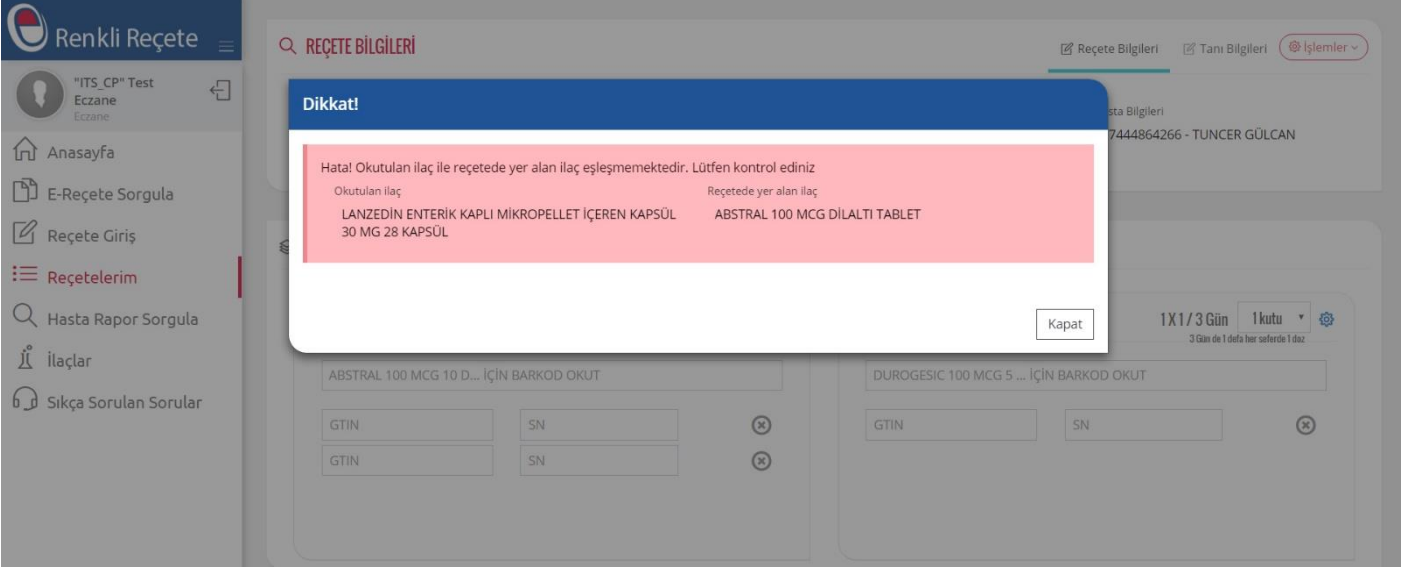 Renkli Reçete
"ITS_CP" Test
Eczane
Eczane
Anasayfa
E-Reçete Sorgula
Reçete Giriş
Reçetelerim
Hasta Rapor Sorgula
İlaçlar
Sıkça Sorulan Sorular
REÇETE BİLGİLERİ
Reçete Bilgileri
Tanı Bilgileri
İşlemler
sta Bilgileri
7444864266 - TUNCER GÜLCAN
Dikkat!
Hata! Okutulan ilaç ile reçetede yer alan ilaç eşleşmemektedir. Lütfen kontrol ediniz
Okutulan ilaç
LANZEDİN ENTERİK KAPLI MİKROPELLET İÇEREN KAPSÜL
30 MG 28 KAPSÜL
Reçetede yer alan ilaç
ABSTRAL 100 MCG DİLALTI TABLET
Kapat
1X1 / 3 Gün
1 kutu
3 Gün de 1 defa her seferde 1 doz
ABSTRAL 100 MCG 10 D... İÇİN BARKOD OKUT
GTIN
SN
GTIN
SN
DUROGESIC 100 MCG 5 ... İÇİN BARKOD OKUT
GTIN
SN